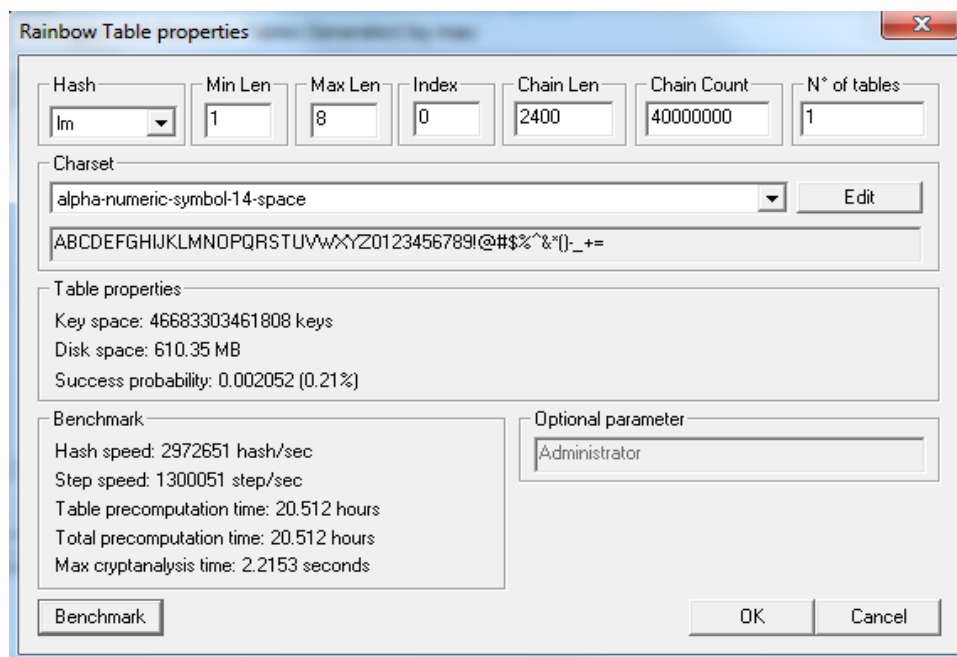 Rainbow Table properties
Hash
Min Len
Max Len
Index
Chain Len
Chain Count
N° of tables
lm
1
8
0
2400
40000000
1
Charset
alpha-numeric-symbol-14-space
Edit
ABCDEFGHIJKLMNOPQRSTUVWXYZ0123456789!@#$%^&*()-_+=
Table properties
Key space: 46683303461808 keys
Disk space: 610.35 MB
Success probability: 0.002052 (0.21%)
Benchmark
Hash speed: 2972651 hash/sec
Step speed: 1300051 step/sec
Table precomputation time: 20.512 hours
Total precomputation time: 20.512 hours
Max cryptanalysis time: 2.2153 seconds
Optional parameter
Administrator
Benchmark
OK
Cancel